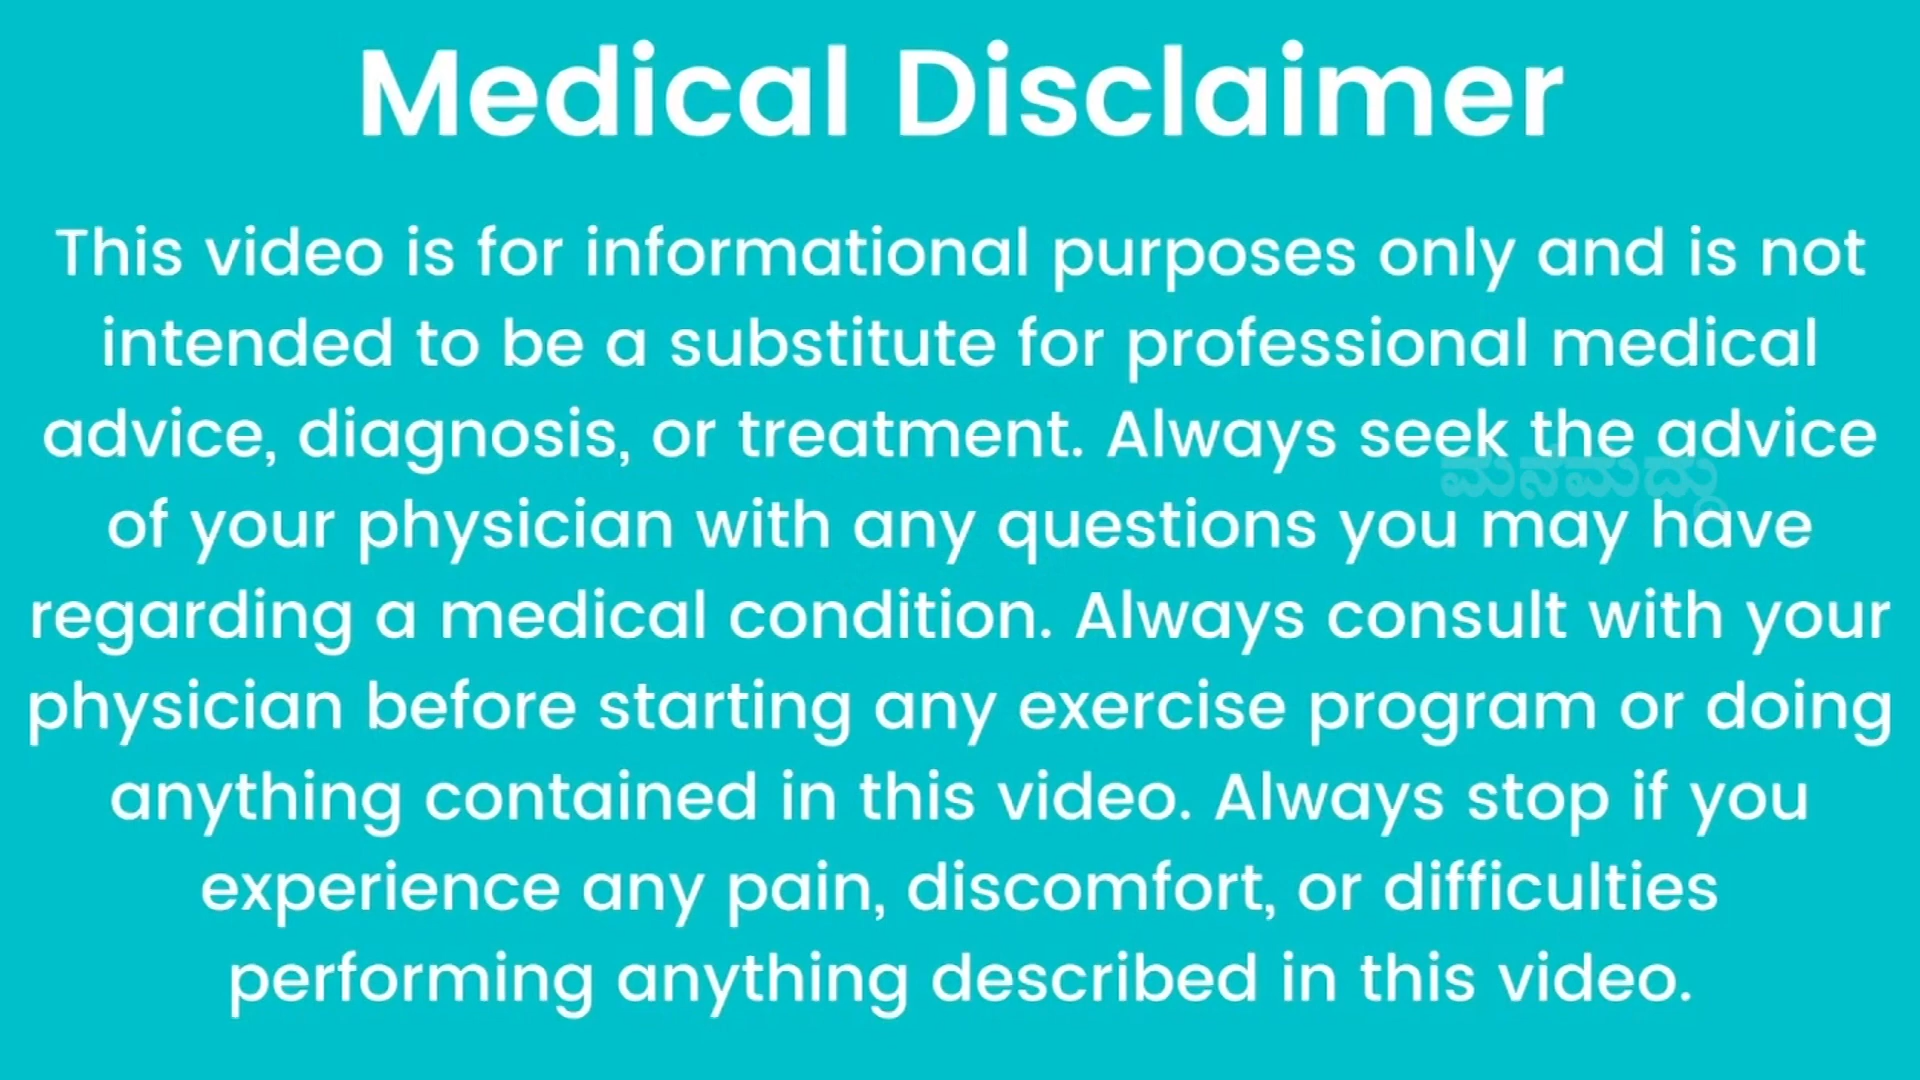 Medical Disclaimer
This video is for informational purposes only and is not
intended to be a substitute for professional medical
advice, diagnosis, or treatment. Always seek the advice
ಮನಮದ್ದು
of your physician with any questions you may have
regarding a medical condition. Always consult with your
physician before starting any exercise program or doing
anything contained in this video. Always stop if you
experience any pain, discomfort, or difficulties
performing anything described in this video.